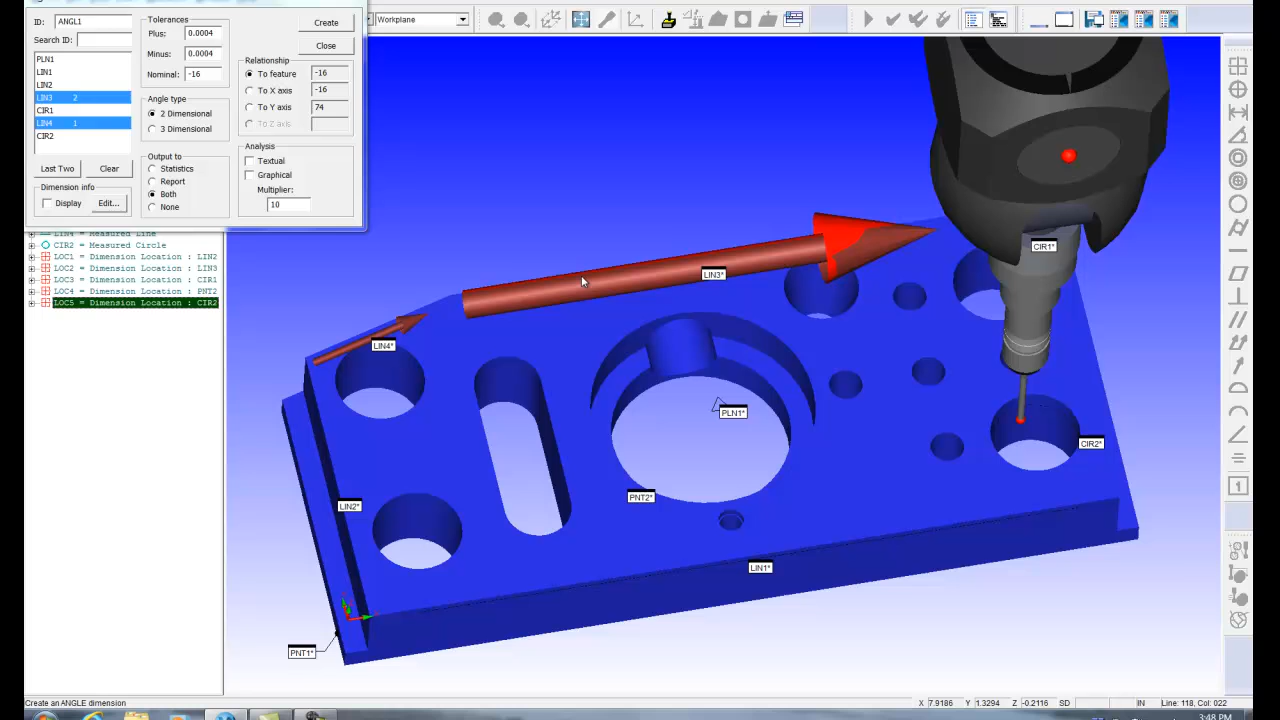 ID: ANGL1
Search ID:
PLN1
LIN1
LIN2
LIN3 2
CIR1
LIN4 1
CIR2
Last Two
Clear
Dimension info
Display
Edit...
Tolerances
Plus: 0.0004
Minus: 0.0004
Nominal: -16
Angle type
2 Dimensional
3 Dimensional
Output to
Statistics
Report
Both
None
Create
Close
Relationship
To feature -16
To X axis -16
To Y axis 74
To Z axis
Analysis
Textual
Graphical
Multiplier:
10
Workplane
LIN4 = Measured Line
CIR2 = Measured Circle
LOC1 = Dimension Location : LIN2
LOC2 = Dimension Location : LIN3
LOC3 = Dimension Location : CIR1
LOC4 = Dimension Location : PNT2
LOC5 = Dimension Location : CIR2
CIR1*
LIN3*
LIN4*
PLN1*
CIR2*
PNT2*
LIN2*
LIN1*
PNT1*
1
Create an ANGLE dimension
X 7.9186 Y 1.3294 Z -0.2116 SD
IN
Line: 118, Col: 022
3:48 PM